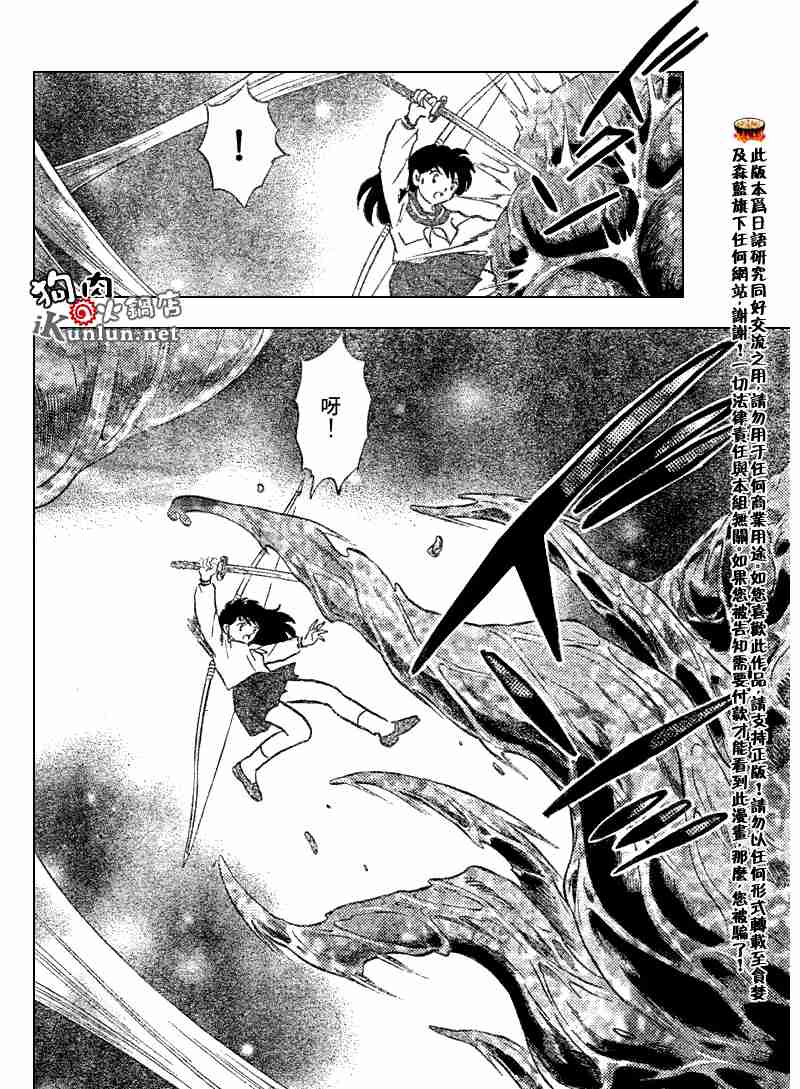 ！
呀！
狗肉
火鍋店
iKunlun.net
此版本爲日語研究同好交流之用，請勿用于任何商業用途。如您喜歡此作品，請支持正版！請勿以任何形式轉載至貪婪
及森藍旗下任何網站，謝謝！一切法律責任與本組無關。如果您被告知需要付款才能看到此漫畫，那麽，您被騙了！